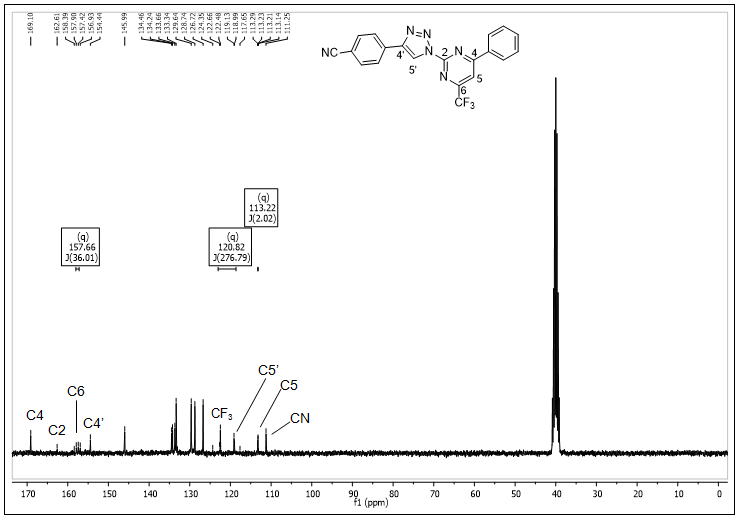 169.10
162.61
158.39
157.90
157.42
156.93
154.44
145.99
134.46
134.24
133.66
133.34
129.64
128.74
126.72
124.35
122.66
122.48
119.13
118.99
117.65
113.29
113.23
113.21
113.14
111.25
NC
4'
5'
N
N
N
2
N
N
4
5
6
CF3
(q)
113.22
J(2.02)
(q)
157.66
J(36.01)
(q)
120.82
J(276.79)
C4
C2
C6
C4'
CF3
C5'
C5
CN
170 160 150 140 130 120 110 100 90 80 70 60 50 40 30 20 10 0
f1 (ppm)